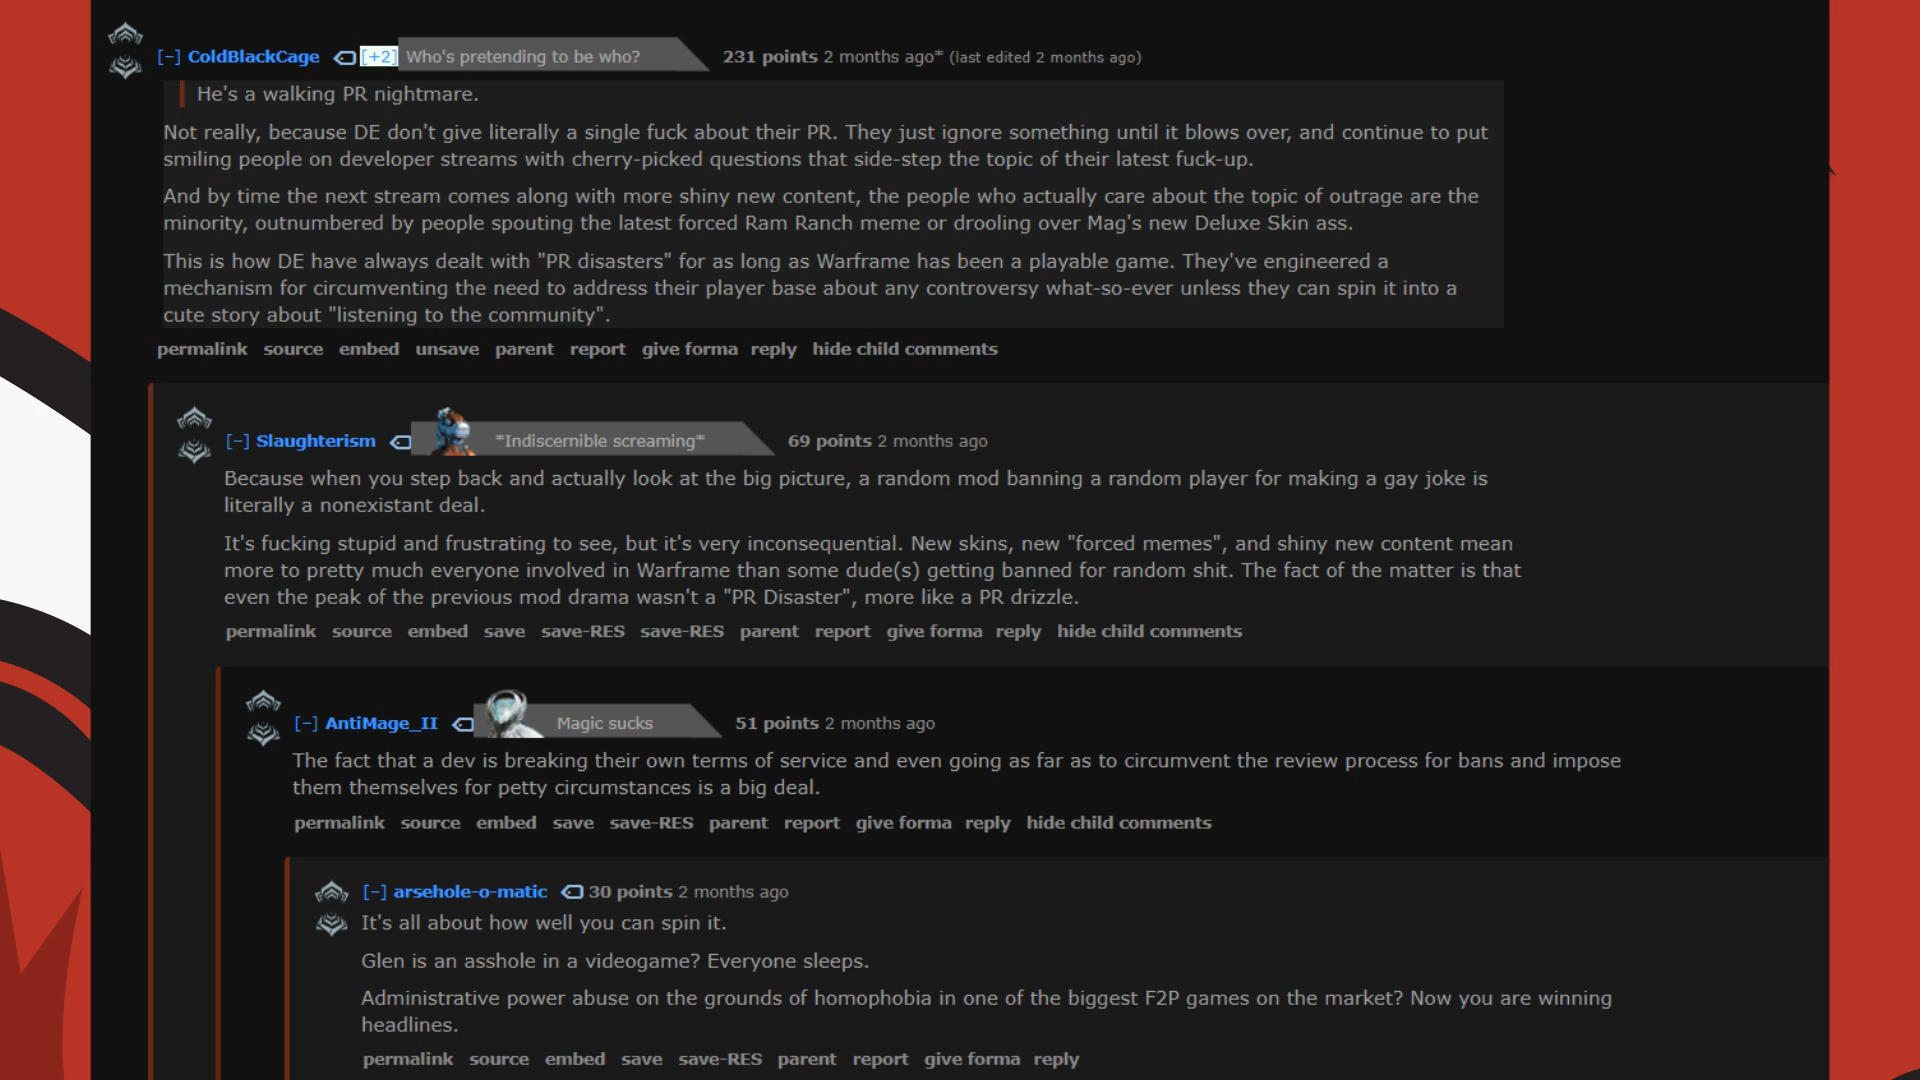 [−] ColdBlackCage [+2] Who's pretending to be who? 231 points 2 months ago* (last edited 2 months ago)
He's a walking PR nightmare.
Not really, because DE don't give literally a single fuck about their PR. They just ignore something until it blows over, and continue to put
smiling people on developer streams with cherry-picked questions that side-step the topic of their latest fuck-up.
And by time the next stream comes along with more shiny new content, the people who actually care about the topic of outrage are the
minority, outnumbered by people spouting the latest forced Ram Ranch meme or drooling over Mag's new Deluxe Skin ass.
This is how DE have always dealt with "PR disasters" for as long as Warframe has been a playable game. They've engineered a
mechanism for circumventing the need to address their player base about any controversy what-so-ever unless they can spin it into a
cute story about "listening to the community".
permalink source embed unsave parent report give forma reply hide child comments
[−] Slaughterism *Indiscernible screaming* 69 points 2 months ago
Because when you step back and actually look at the big picture, a random mod banning a random player for making a gay joke is
literally a nonexistant deal.
It's fucking stupid and frustrating to see, but it's very inconsequential. New skins, new "forced memes", and shiny new content mean
more to pretty much everyone involved in Warframe than some dude(s) getting banned for random shit. The fact of the matter is that
even the peak of the previous mod drama wasn't a "PR Disaster", more like a PR drizzle.
permalink source embed save save-RES save-RES parent report give forma reply hide child comments
[−] AntiMage_II Magic sucks 51 points 2 months ago
The fact that a dev is breaking their own terms of service and even going as far as to circumvent the review process for bans and impose
them themselves for petty circumstances is a big deal.
permalink source embed save save-RES parent report give forma reply hide child comments
[−] arsehole-o-matic 30 points 2 months ago
It's all about how well you can spin it.
Glen is an asshole in a videogame? Everyone sleeps.
Administrative power abuse on the grounds of homophobia in one of the biggest F2P games on the market? Now you are winning
headlines.
permalink source embed save save-RES parent report give forma reply